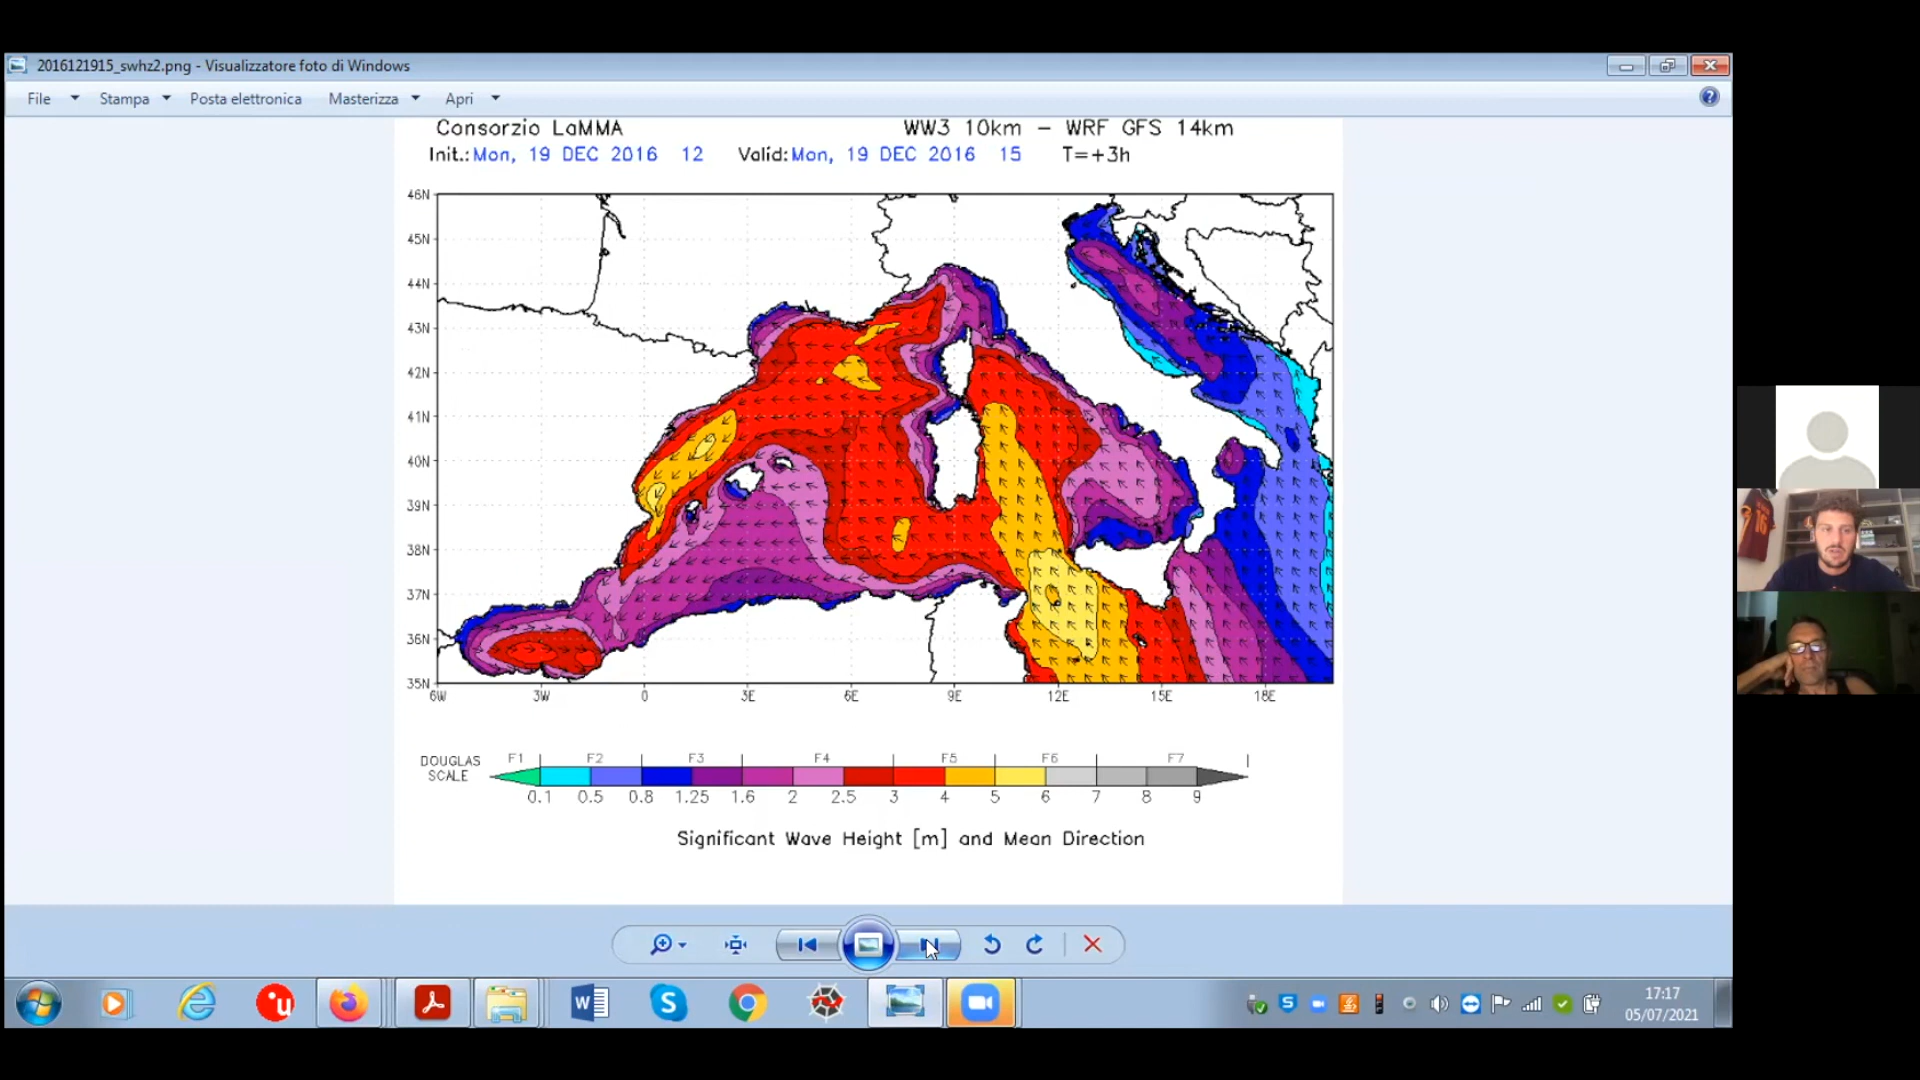 2016121915_swhz2.png - Visualizzatore foto di Windows
File Stampa Posta elettronica Masterizza Apri
Consorzio LaMMA WW3 10km - WRF GFS 14km
Init.:Mon, 19 DEC 2016 12 Valid:Mon, 19 DEC 2016 15 T=+3h
46N
45N
44N
43N
42N
41N
40N
39N
38N
37N
36N
35N
6W 3W 0 3E 6E 9E 12E 15E 18E
DOUGLAS SCALE
F1 F2 F3 F4 F5 F6 F7
0.1 0.5 0.8 1.25 1.6 2 2.5 3 4 5 6 7 8 9
Significant Wave Height [m] and Mean Direction
17:17
05/07/2021